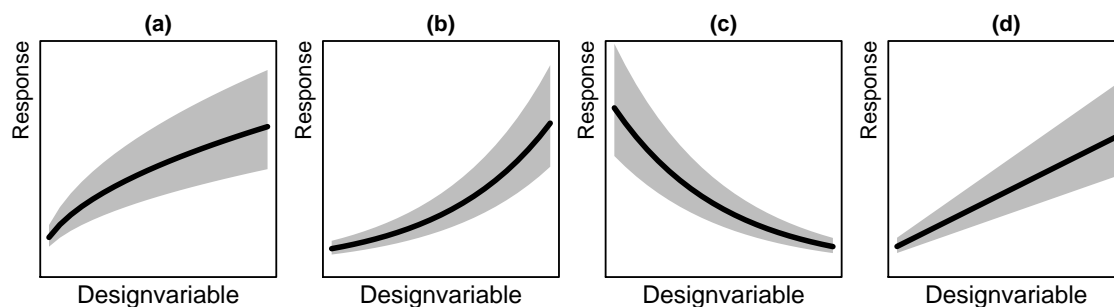 (a)
Response
Designvariable
(b)
Response
Designvariable
(c)
Response
Designvariable
(d)
Response
Designvariable